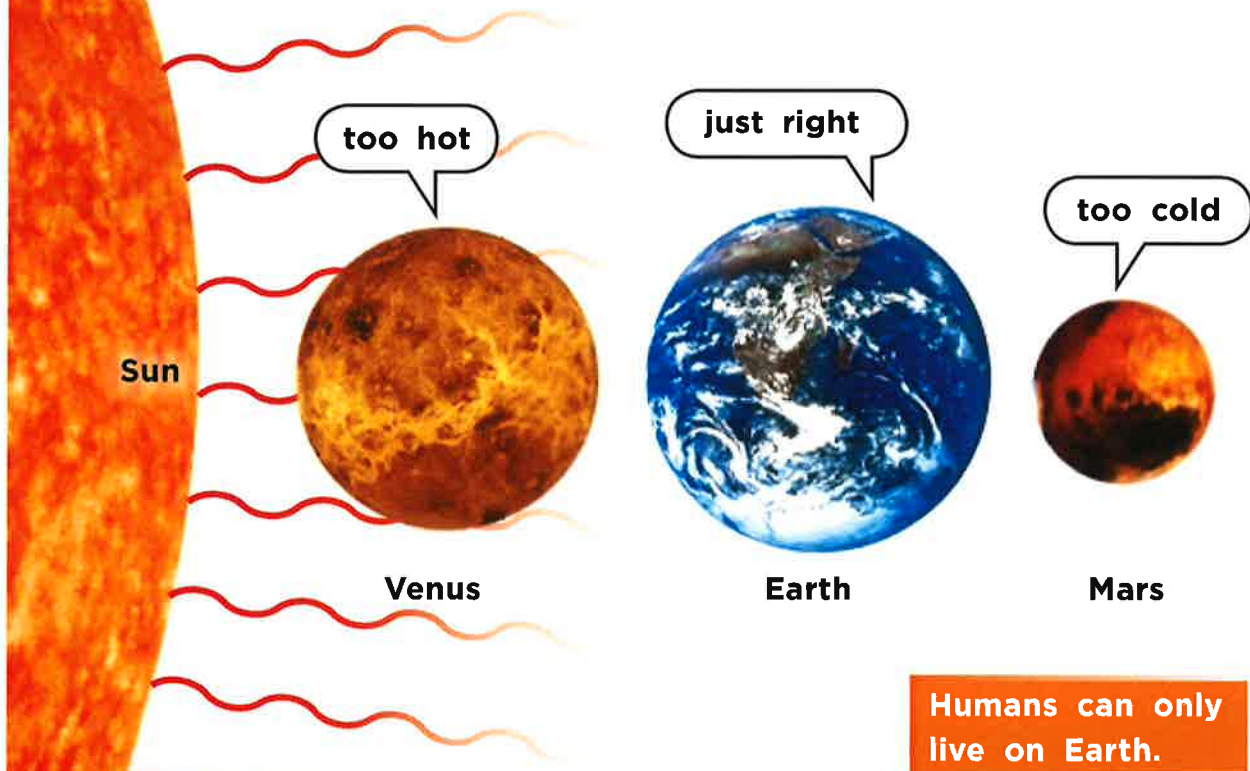 too hot
just right
too cold
Sun
Venus
Earth
Mars
Humans can only
live on Earth.